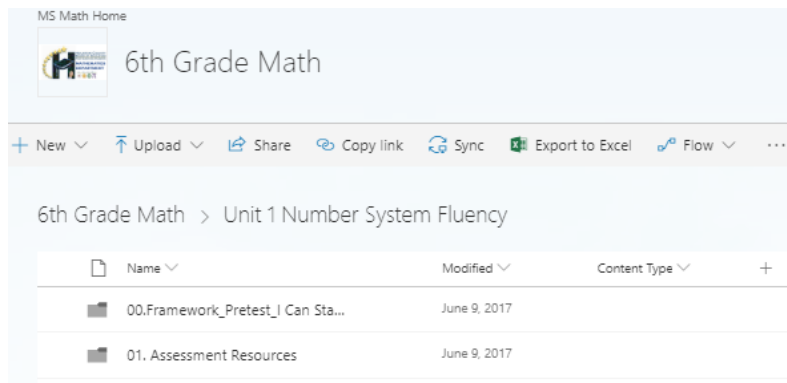 MS Math Home
6th Grade Math
New Upload Share Copy link Sync Export to Excel Flow ...
6th Grade Math > Unit 1 Number System Fluency
Name Modified Content Type
00.Framework_Pretest_I Can Sta... June 9, 2017
01. Assessment Resources June 9, 2017